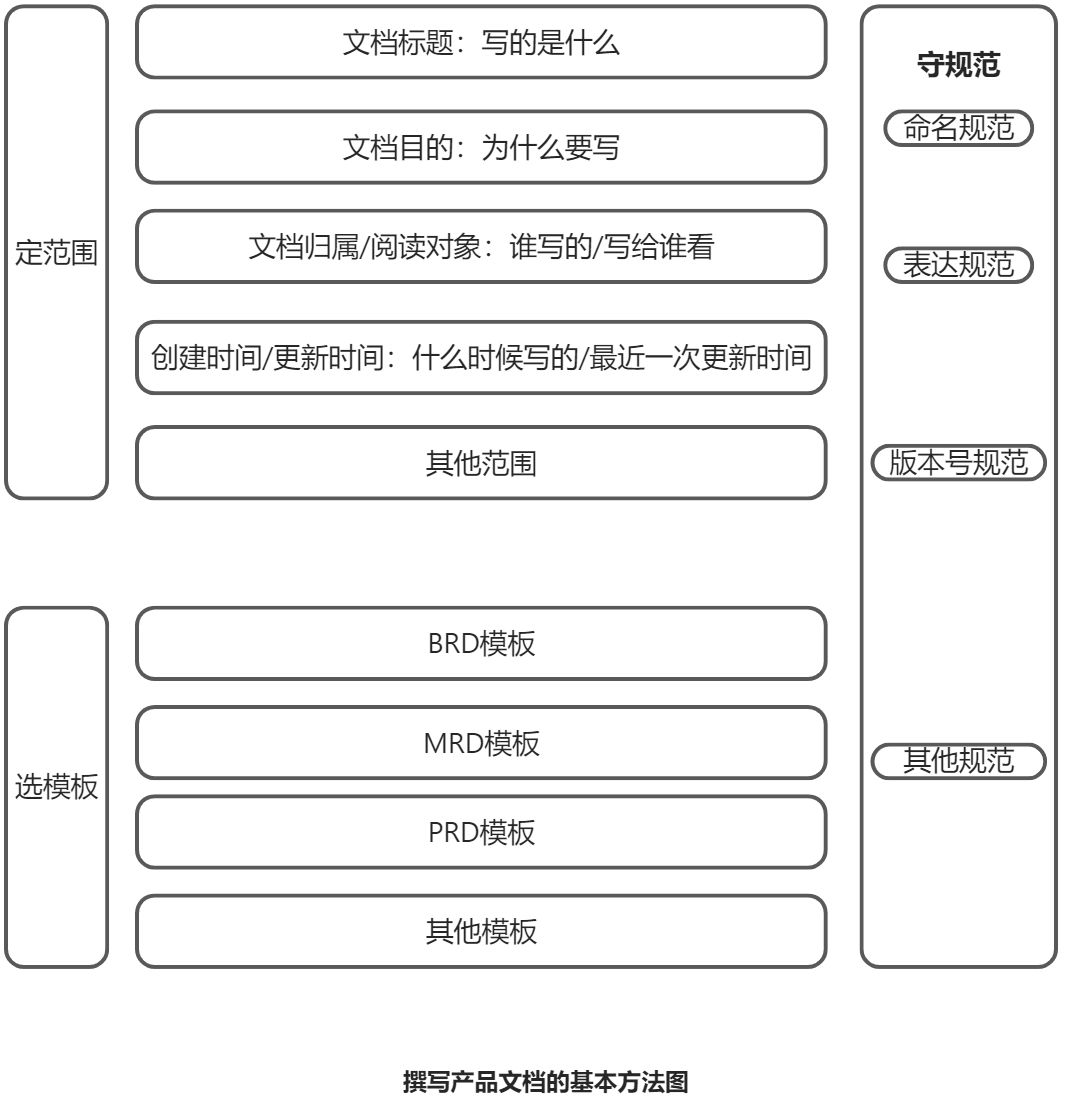 定范围
文档标题：写的是什么
文档目的：为什么要写
文档归属/阅读对象：谁写的/写给谁看
创建时间/更新时间：什么时候写的/最近一次更新时间
其他范围
选模板
BRD模板
MRD模板
PRD模板
其他模板
守规范
命名规范
表达规范
版本号规范
其他规范
撰写产品文档的基本方法图